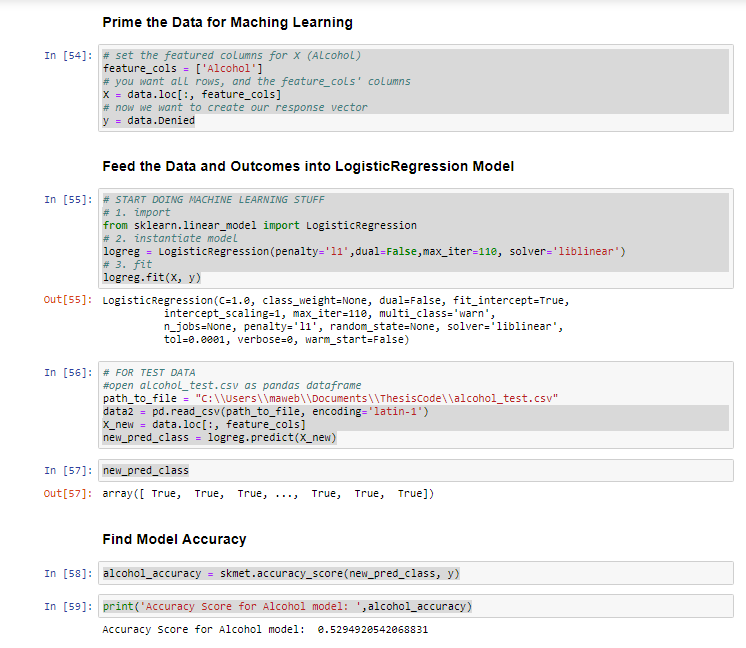 Prime the Data for Maching Learning
In [54]: # set the featured columns for X (Alcohol)
feature_cols = ['Alcohol']
# you want all rows, and the feature_cols' columns
X = data.loc[:, feature_cols]
# now we want to create our response vector
y = data.Denied
Feed the Data and Outcomes into LogisticRegression Model
In [55]: # START DOING MACHINE LEARNING STUFF
# 1. import
from sklearn.linear_model import LogisticRegression
# 2. instantiate model
logreg = LogisticRegression(penalty='l1',dual=False,max_iter=110, solver='liblinear')
# 3. fit
logreg.fit(X, y)
Out[55]: LogisticRegression(C=1.0, class_weight=None, dual=False, fit_intercept=True,
intercept_scaling=1, max_iter=110, multi_class='warn',
n_jobs=None, penalty='l1', random_state=None, solver='liblinear',
tol=0.0001, verbose=0, warm_start=False)
In [56]: # FOR TEST DATA
#open alcohol_test.csv as pandas dataframe
path_to_file = "C:\\Users\\maweb\\Documents\\ThesisCode\\alcohol_test.csv"
data2 = pd.read_csv(path_to_file, encoding='latin-1')
X_new = data.loc[:, feature_cols]
new_pred_class = logreg.predict(X_new)
In [57]: new_pred_class
Out[57]: array([ True,  True,  True, ...,  True,  True,  True])
Find Model Accuracy
In [58]: alcohol_accuracy = skmet.accuracy_score(new_pred_class, y)
In [59]: print('Accuracy Score for Alcohol model: ',alcohol_accuracy)
Accuracy Score for Alcohol model:  0.5294920542068831